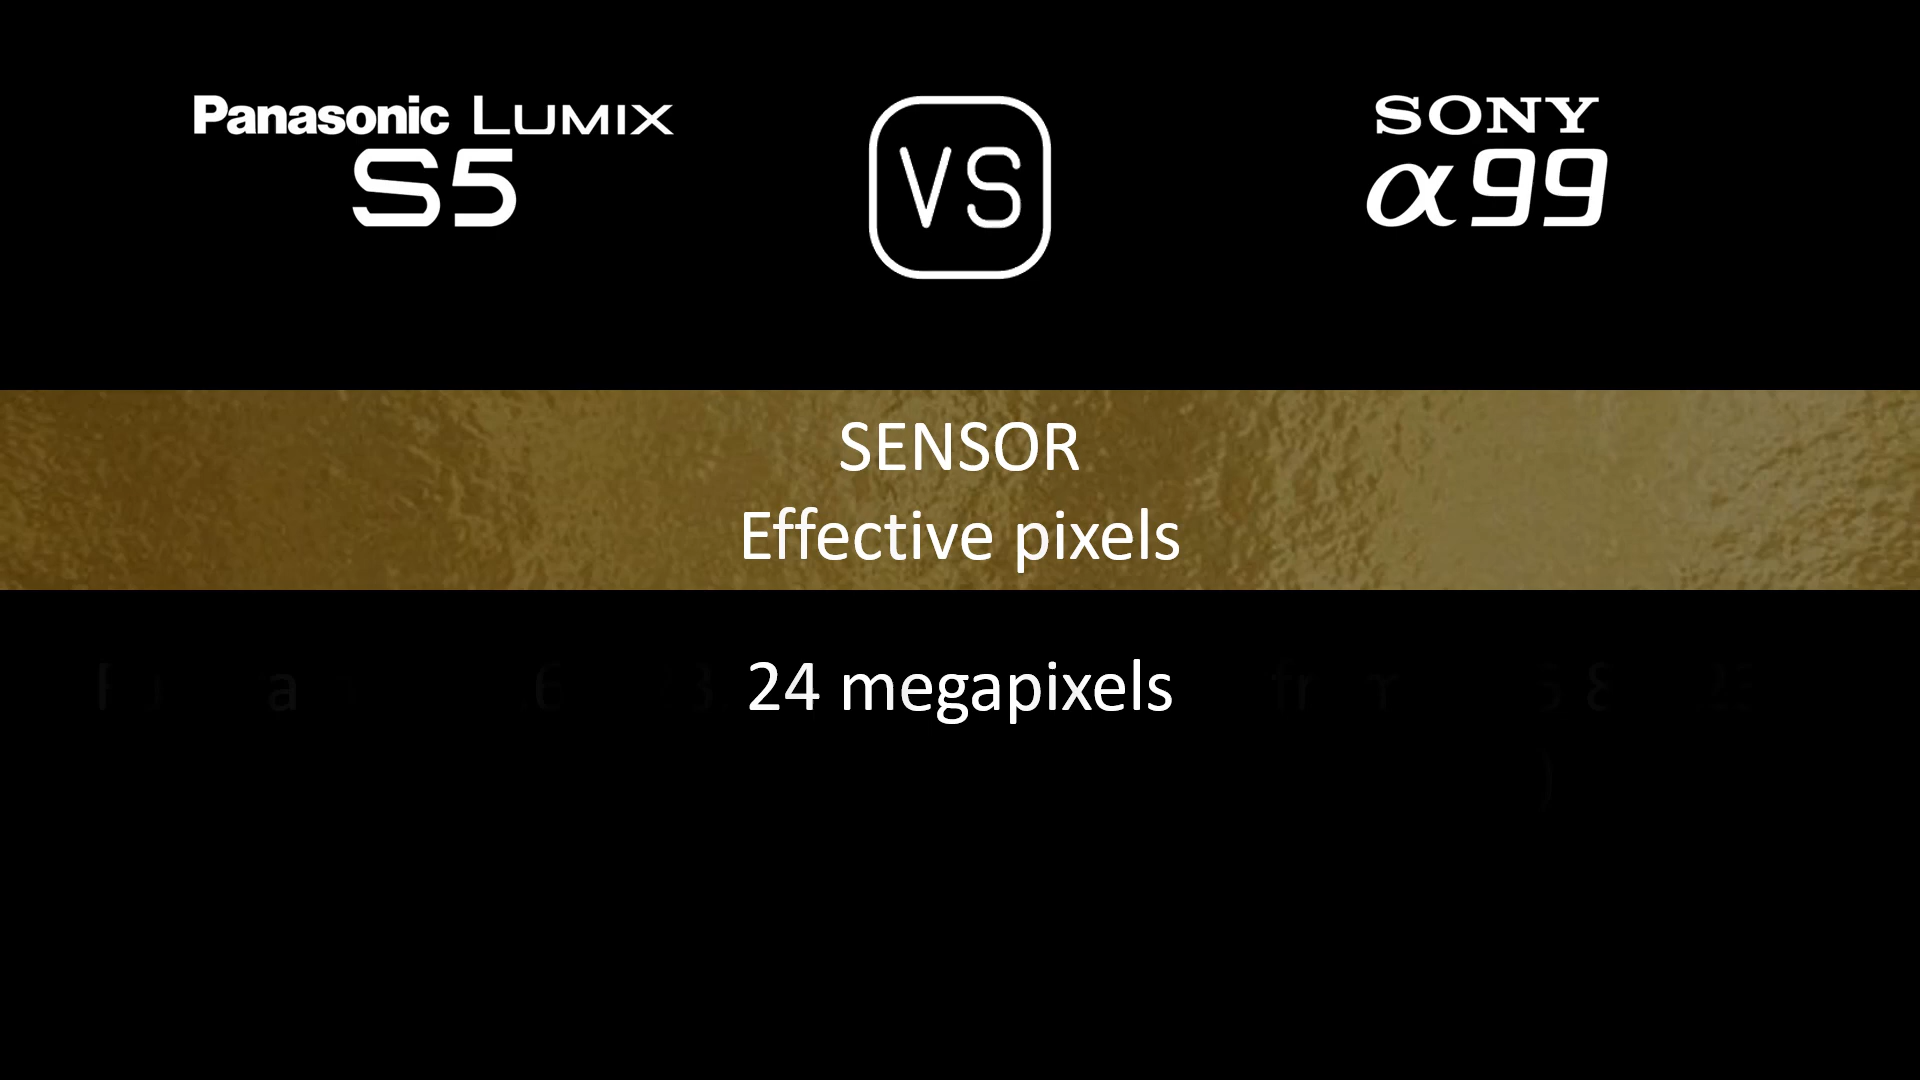 Panasonic LUMIX
S5
VS
SONY
α99
SENSOR
Effective pixels
24 megapixels